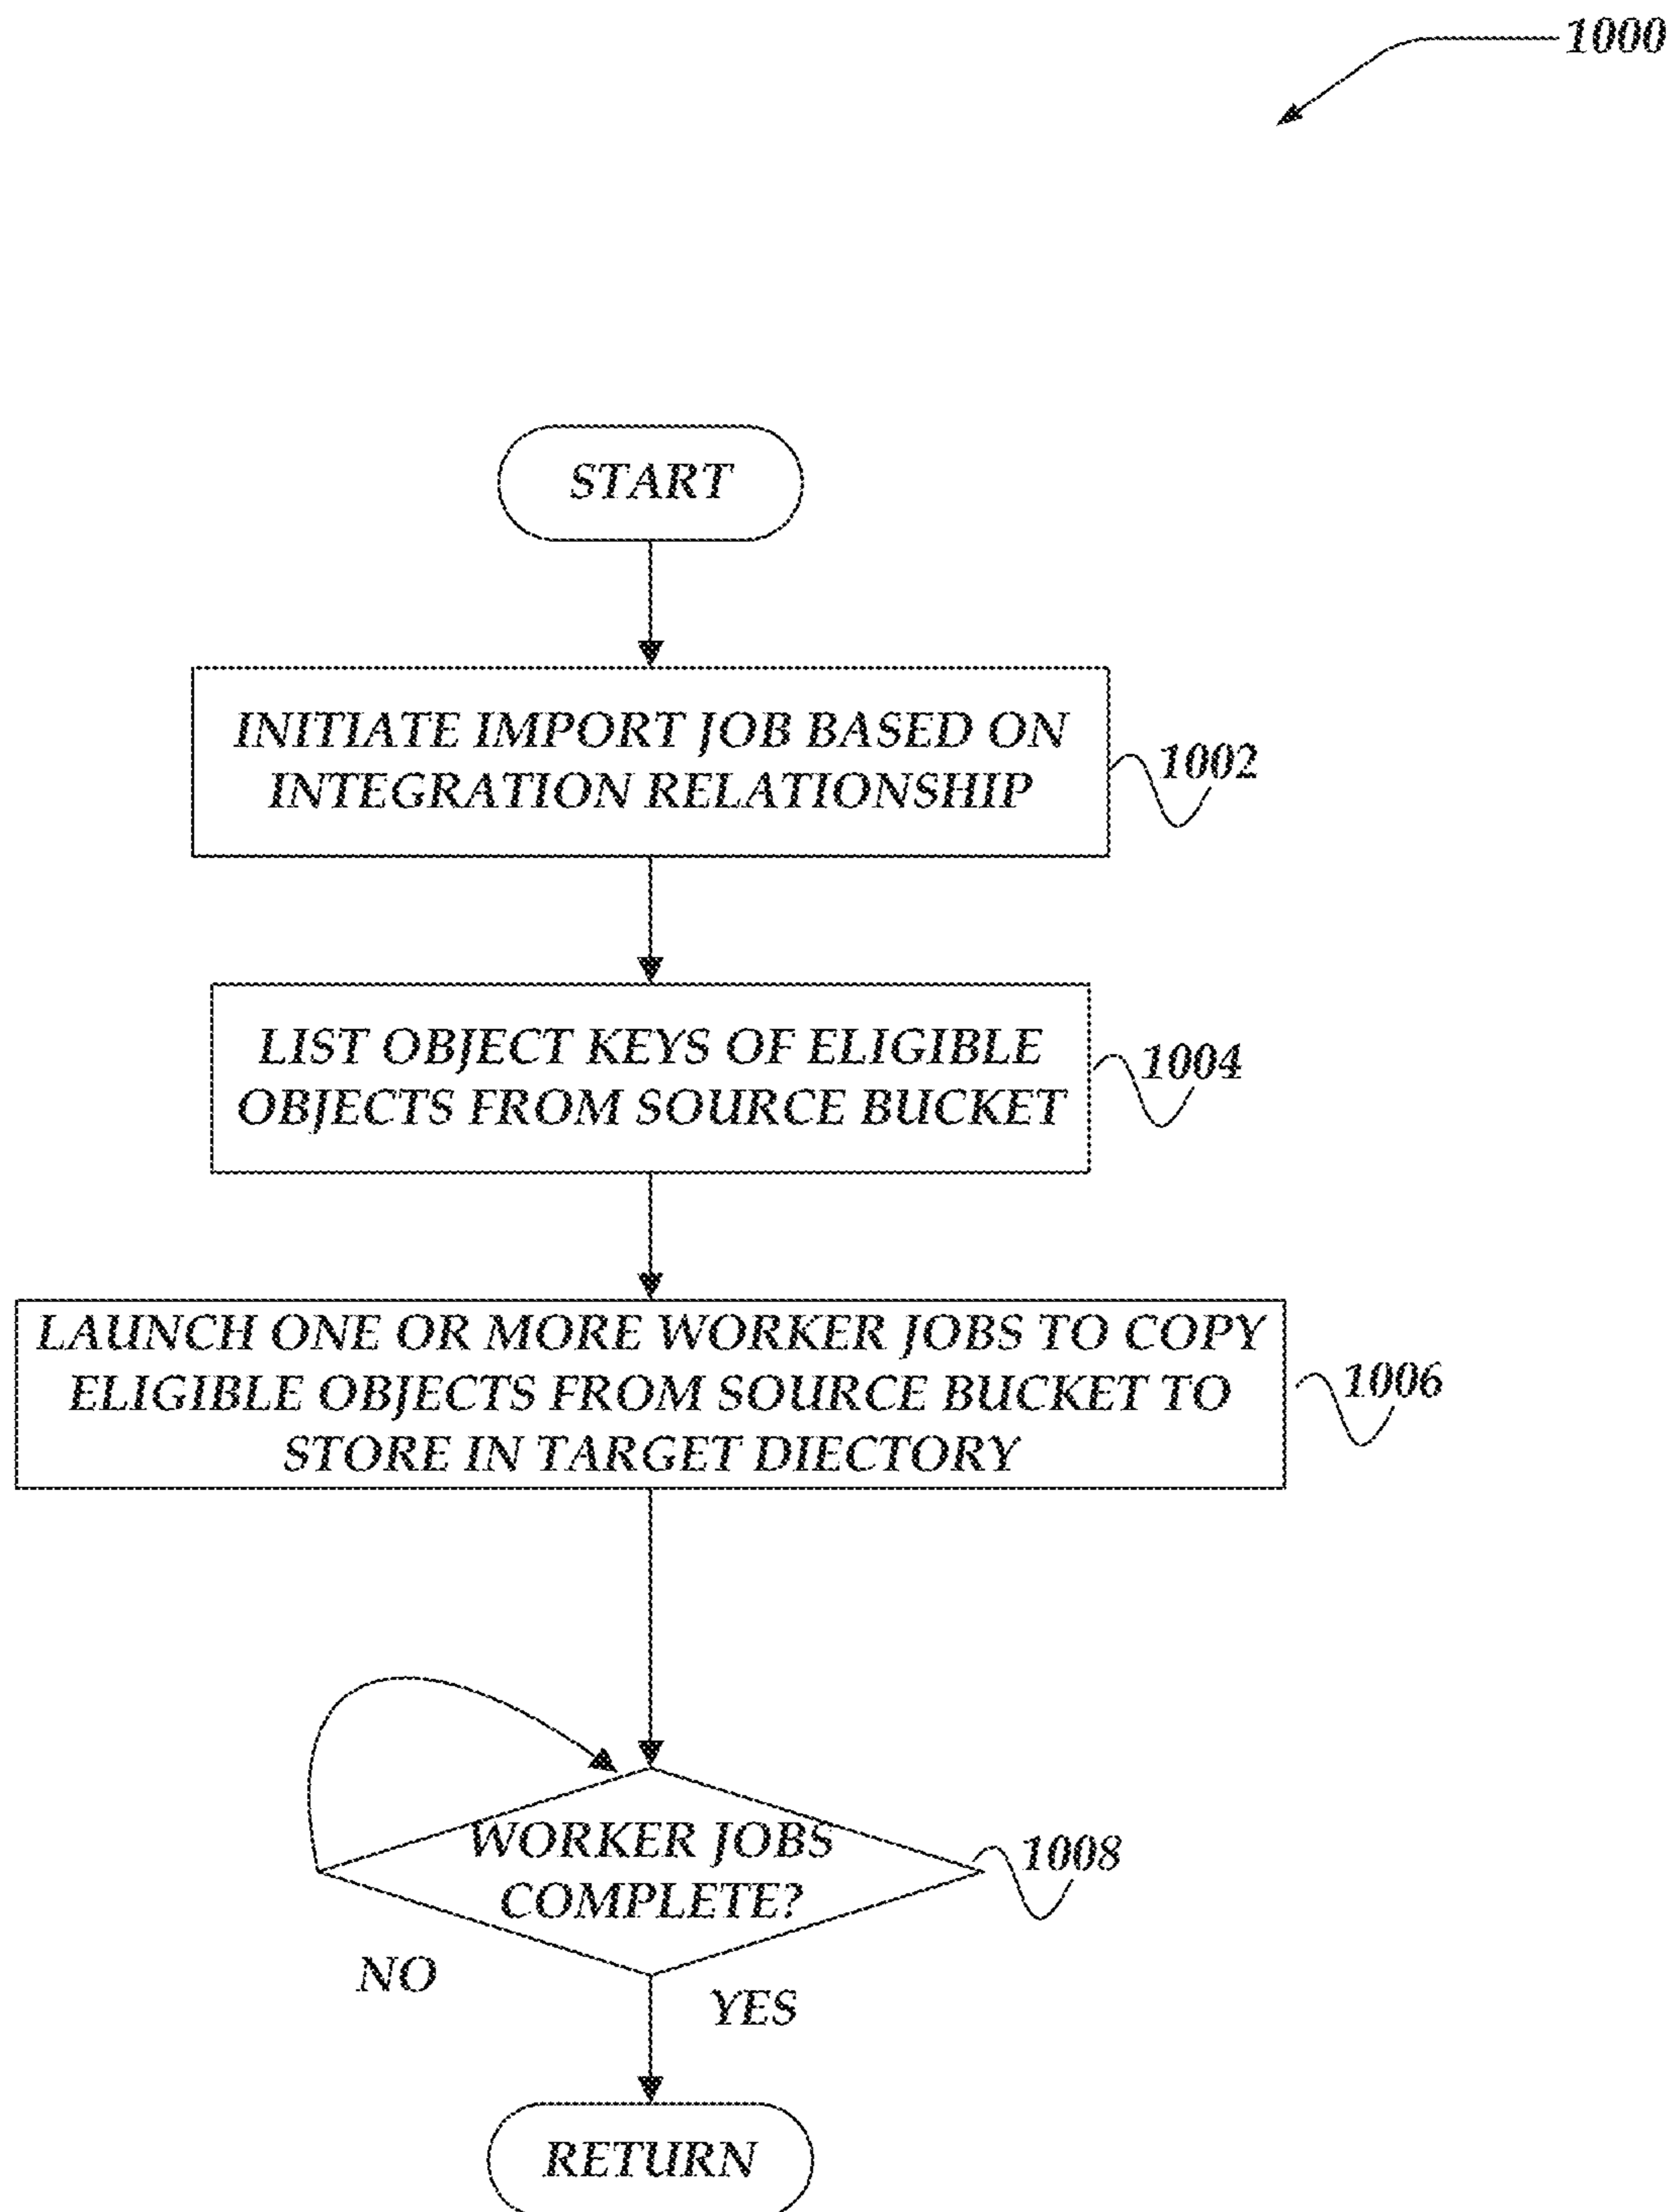 1000
START
INITIATE IMPORT JOB BASED ON
INTEGRATION RELATIONSHIP
1002
LIST OBJECT KEYS OF ELIGIBLE
OBJECTS FROM SOURCE BUCKET
1004
LAUNCH ONE OR MORE WORKER JOBS TO COPY
ELIGIBLE OBJECTS FROM SOURCE BUCKET TO
STORE IN TARGET DIECTORY
1006
WORKER JOBS
COMPLETE?
1008
NO
YES
RETURN